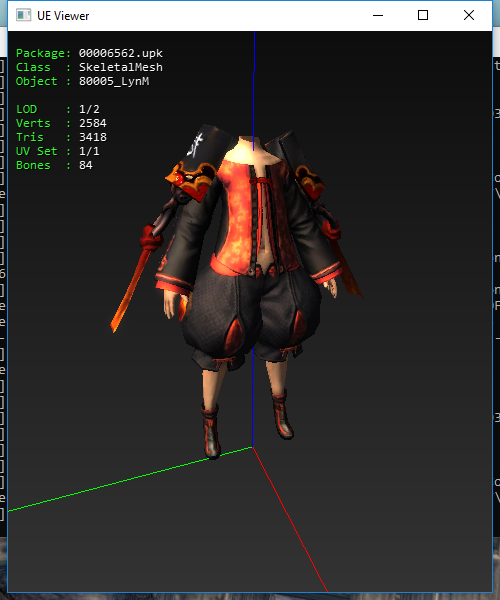 UE Viewer
Package: 00006562.upk
Class  : SkeletalMesh
Object : 80005_LynM
LOD    : 1/2
Verts  : 2584
Tris   : 3418
UV Set : 1/1
Bones  : 84